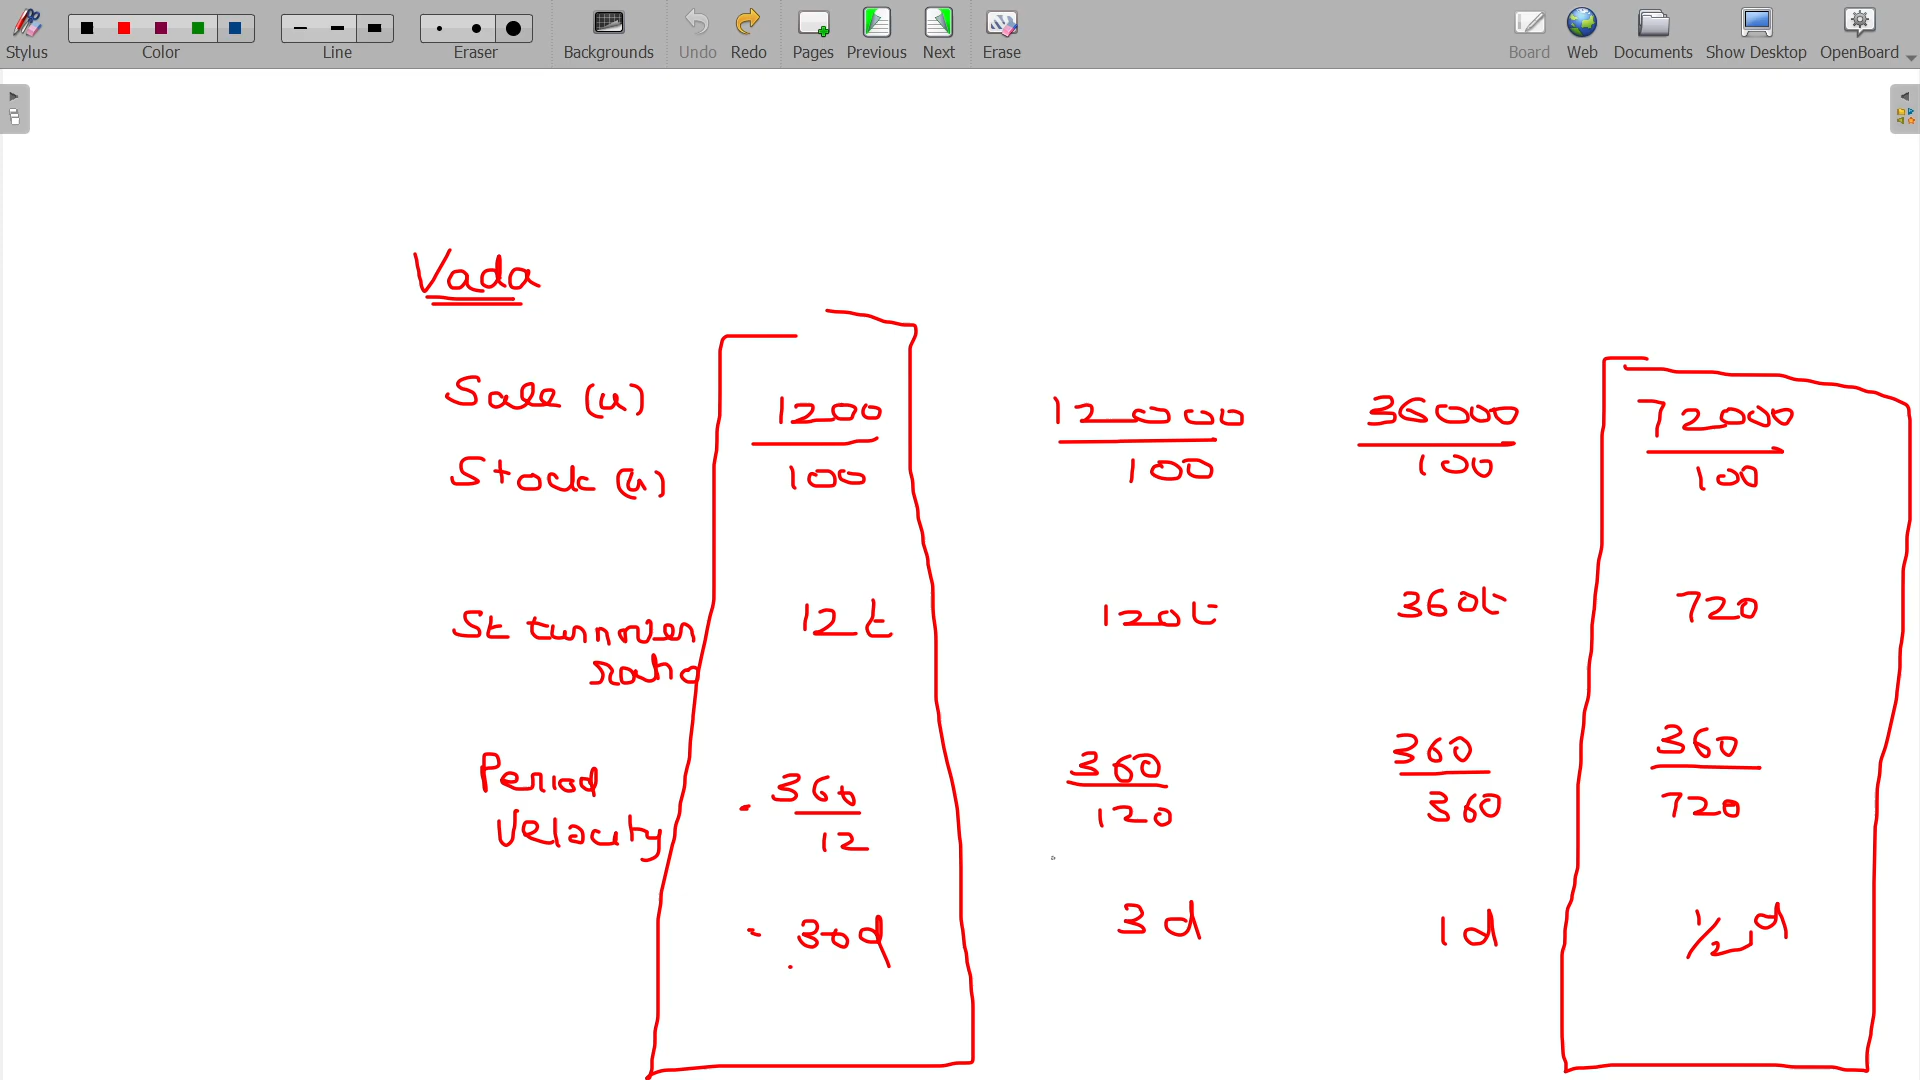 Stylus Color Line Eraser Backgrounds Undo Redo Pages Previous Next Erase Board Web Documents Show Desktop OpenBoard
Vada
Sale (u) 1200 120000 36000 72000
Stock (u) 100 100 100 100
St turnover 12t 120t 360t 720
ratio
Period 360 360 360 360
Velocity 12 120 360 720
= 30d 3d 1d 1/2 d